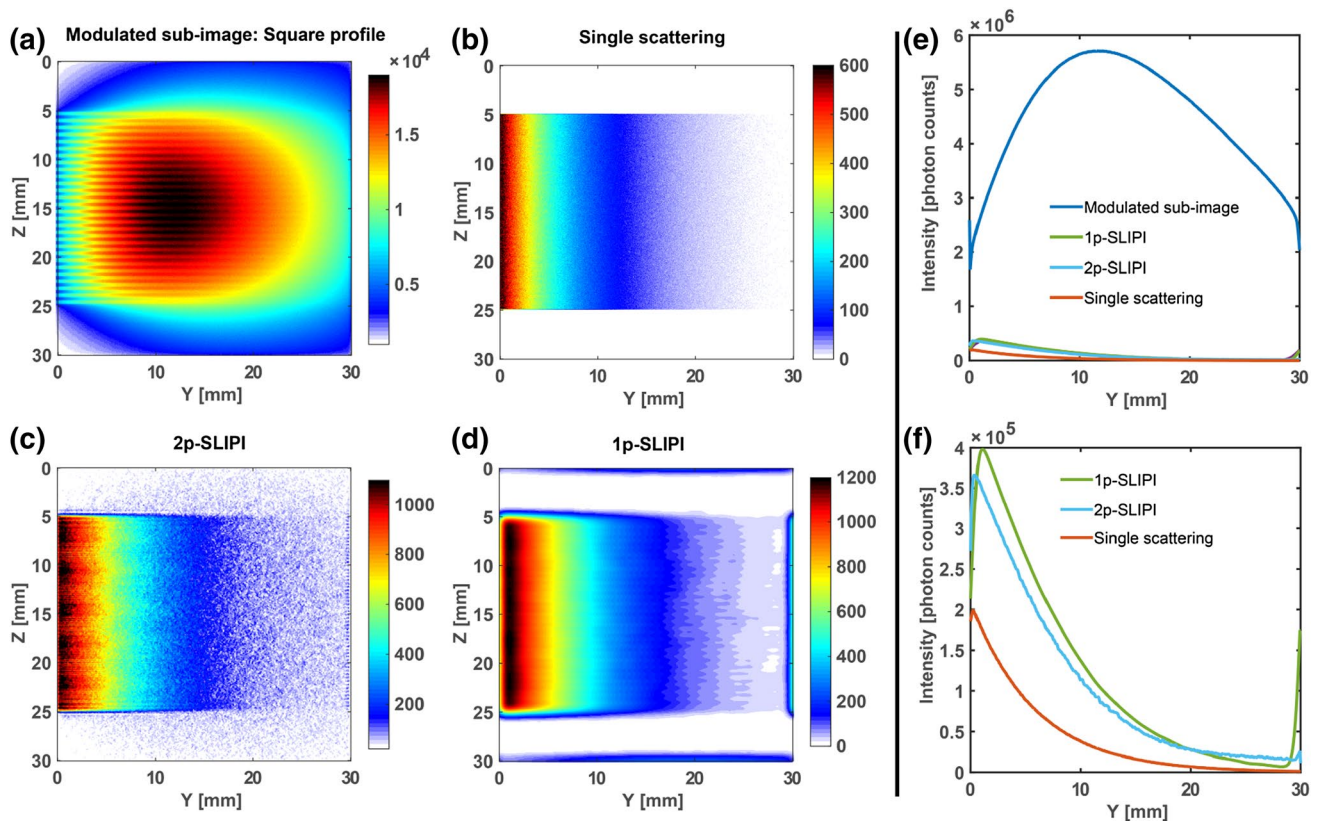 (a) Modulated sub-image: Square profile
× 10⁴
0
5
10
15
20
25
30
Z [mm]
0 10 20 30
Y [mm]
1.5
1
0.5
(b) Single scattering
0
5
10
15
20
25
30
Z [mm]
0 10 20 30
Y [mm]
600
500
400
300
200
100
0
(c) 2p-SLIPI
0
5
10
15
20
25
30
Z [mm]
0 10 20 30
Y [mm]
1000
800
600
400
200
(d) 1p-SLIPI
0
5
10
15
20
25
30
Z [mm]
0 10 20 30
Y [mm]
1200
1000
800
600
400
200
0
(e)
× 10⁶
6
5
4
3
2
1
0
Intensity [photon counts]
Modulated sub-image
1p-SLIPI
2p-SLIPI
Single scattering
0 10 20 30
Y [mm]
(f)
× 10⁵
4
3.5
3
2.5
2
1.5
1
0.5
0
Intensity [photon counts]
1p-SLIPI
2p-SLIPI
Single scattering
0 10 20 30
Y [mm]